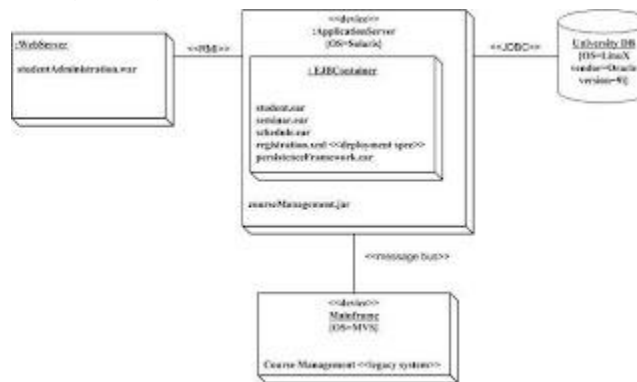 :WebServer
studentAdministration.war
<<RMI>>
<<device>>
:ApplicationServer
[OS=Solaris]
: EJBContainer
student.ear
seminar.ear
schedule.ear
registration.xml <<deployment spec>>
persistenceFramework.ear
courseManagement.jar
<<JDBC>>
University DB
[OS=LinuX
vendor=Oracle
version=9i]
<<message bus>>
<<device>>
Mainframe
[OS=MVS]
Course Management <<legacy system>>